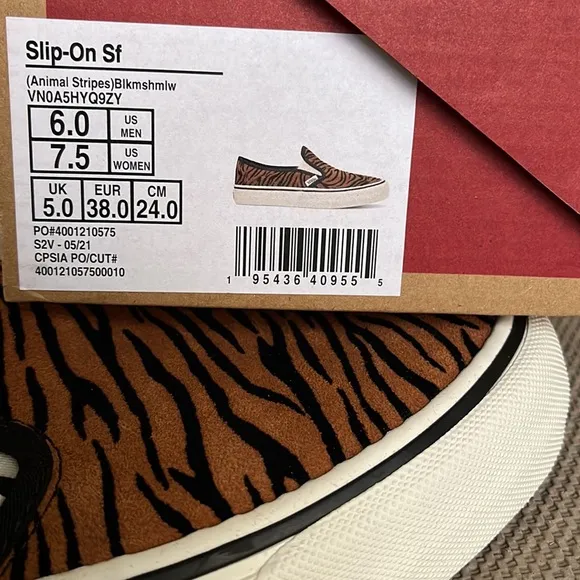 Slip-On Sf
(Animal Stripes)Blkmshmlw
VN0A5HYQ9ZY
6.0 US MEN
7.5 US WOMEN
UK EUR CM
5.0 38.0 24.0
PO#4001210575
S2V - 05/21
CPSIA PO/CUT#
400121057500010
1 95436 40955 5